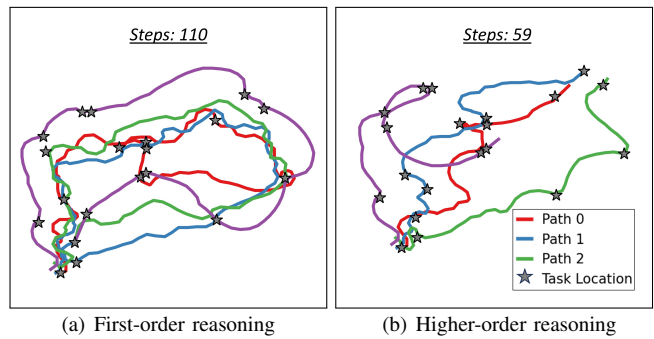 Steps: 110
Steps: 59
Path 0
Path 1
Path 2
Task Location
(a) First-order reasoning
(b) Higher-order reasoning